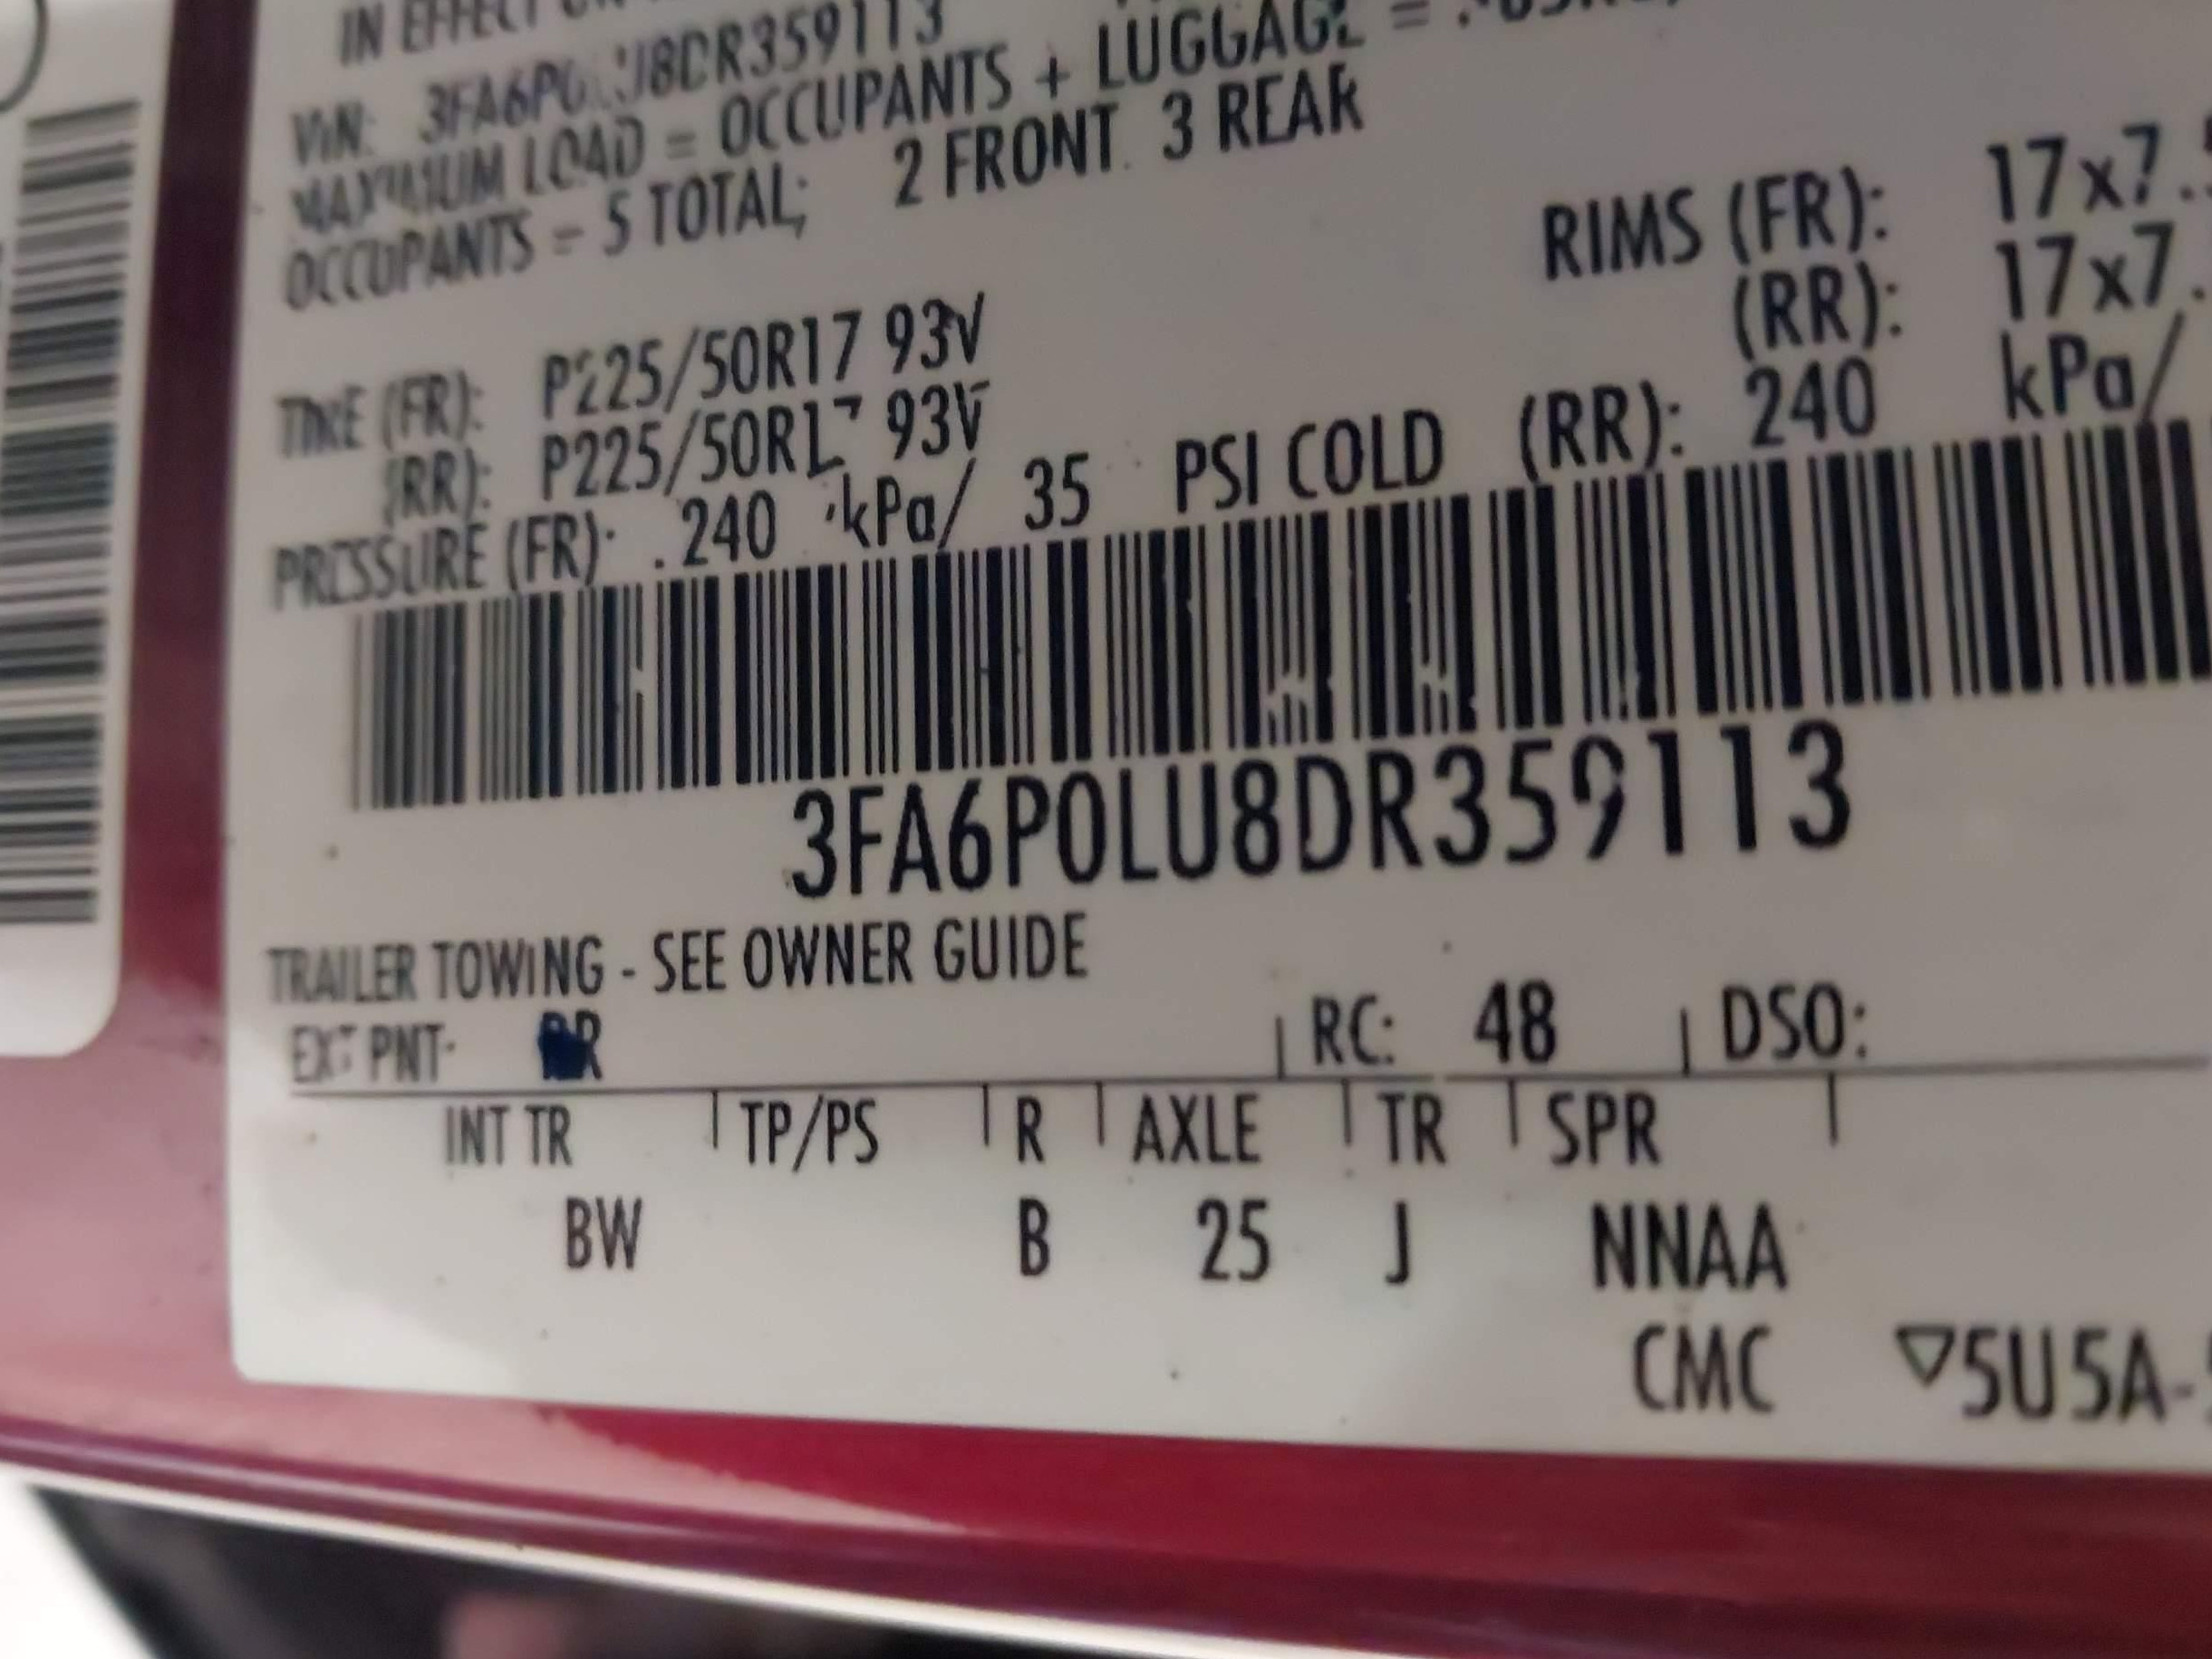 IN EFFECT
VIN: 3FA6P0LU8DR359113
MAXIMUM LOAD = OCCUPANTS + LUGGAGE =
OCCUPANTS = 5 TOTAL; 2 FRONT 3 REAR
RIMS (FR): 17x7.
TIRE (FR): P225/50R17 93V
(RR): 17x7.
(RR): P225/50R17 93V
PRESSURE (FR): 240 kPa/ 35 PSI COLD (RR): 240 kPa/
3FA6P0LU8DR359113
TRAILER TOWING - SEE OWNER GUIDE
EXT PNT: RR RC: 48 DSO:
INT TR TP/PS R AXLE TR SPR
BW B 25 J NNAA
CMC ▽5U5A-